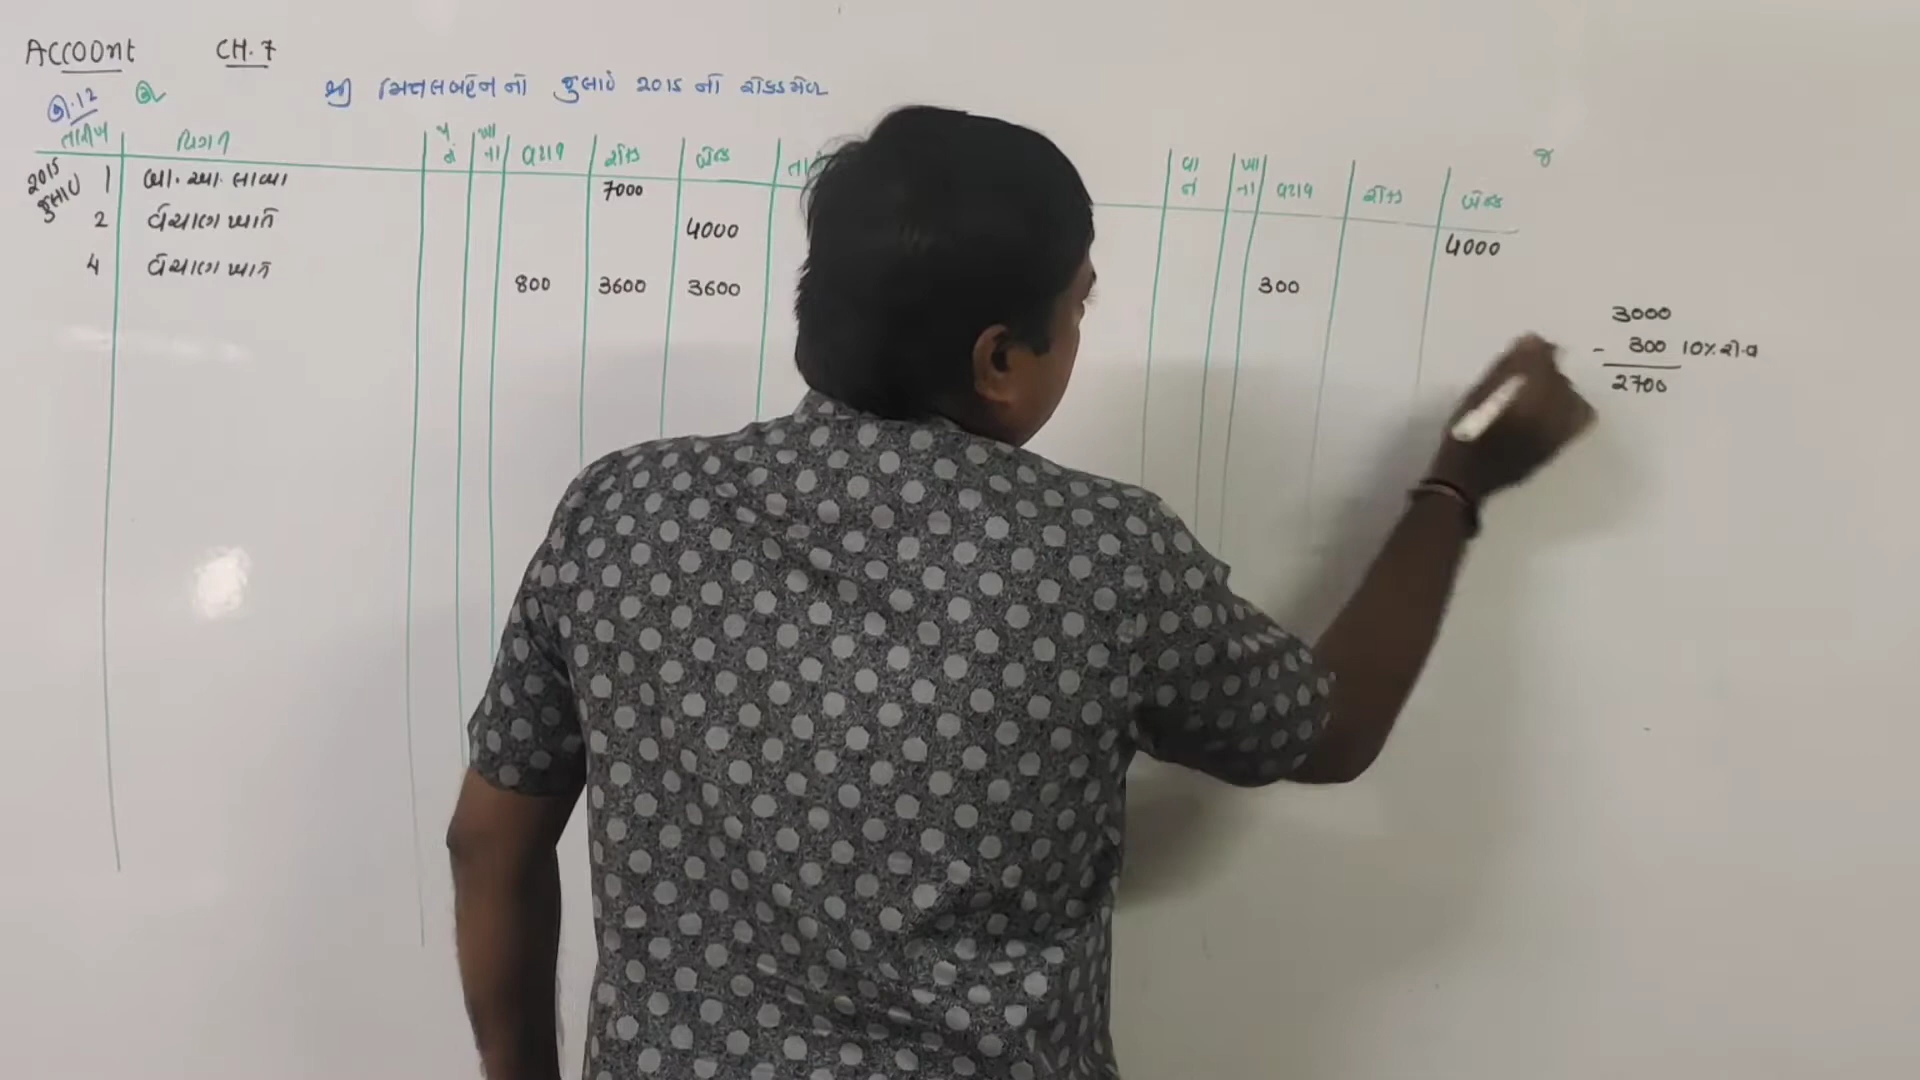 Account CH. 7
દા.12 ઉ
શ્રી મિત્તલબહેનનો જુલાઈ 2015 નો રોકડમેળ
તારીખ વિગત પ નં ખા પા વટાવ રોકડ બૅન્ક તા વા નં ખા પા વટાવ રોકડ બૅન્ક જ
2015 જુલાઈ 1 બા. આ. લાવ્યા 7000
2 વેચાણ ખાતે 4000 4000
4 વેચાણ ખાતે 800 3600 3600 300
3000
- 300 10% રો.વ
2700